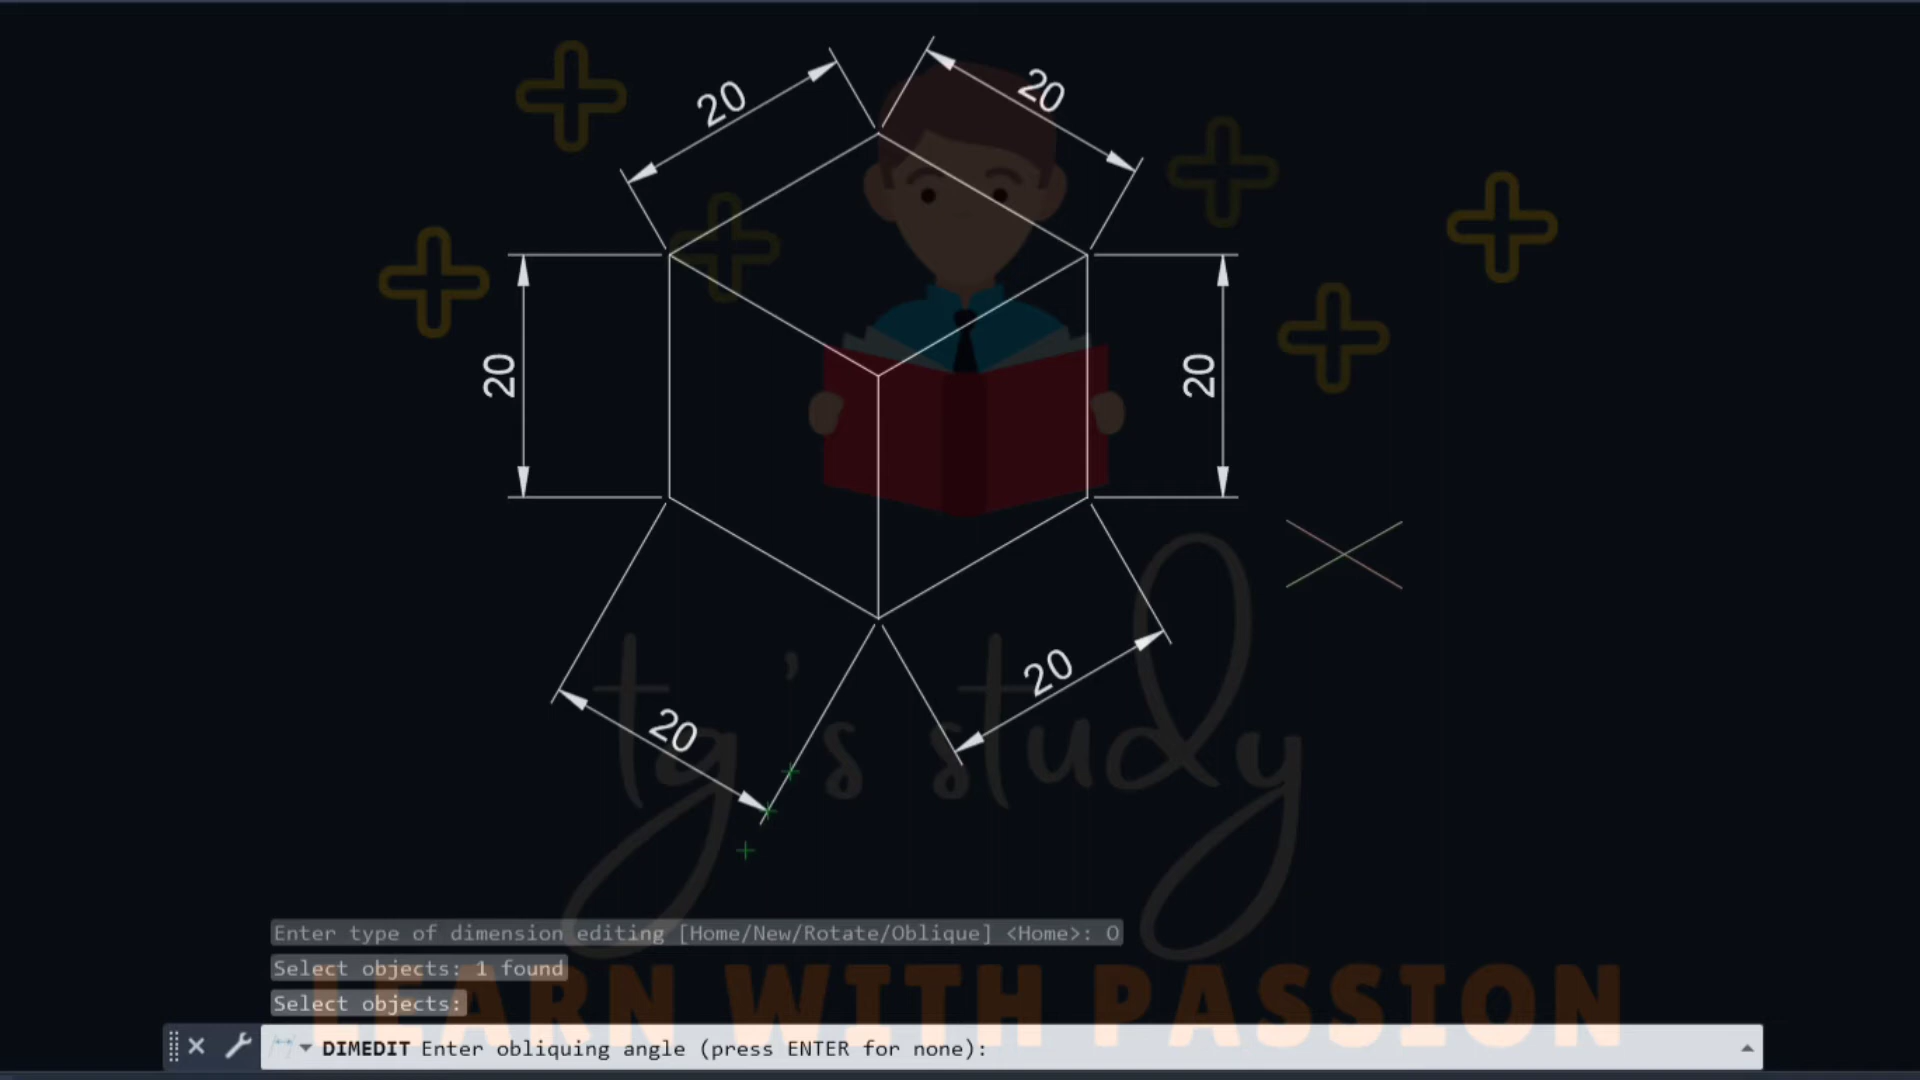 20
20
20
20
20
20
tg's study
Enter type of dimension editing [Home/New/Rotate/Oblique] <Home>: O
Select objects: 1 found
Select objects:
LEARN WITH PASSION
DIMEDIT Enter obliquing angle (press ENTER for none):